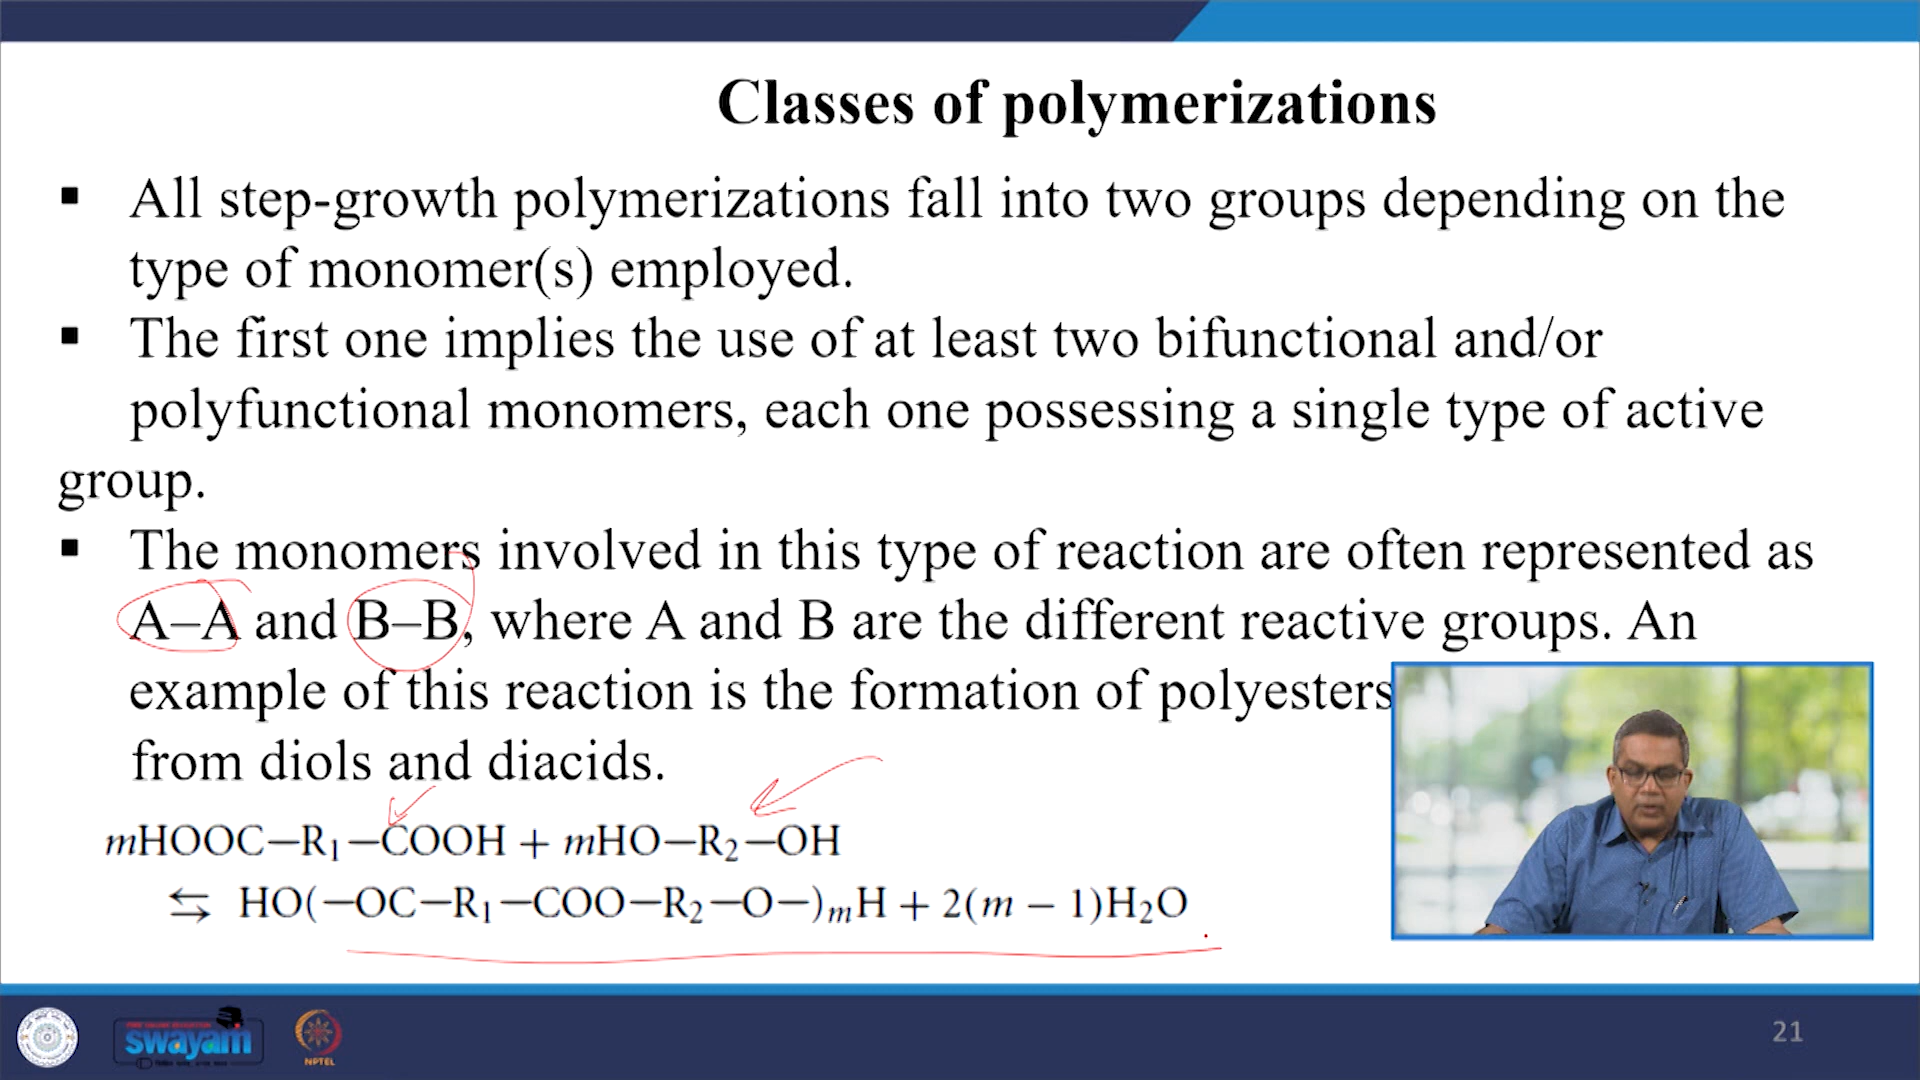 Classes of polymerizations
▪ All step-growth polymerizations fall into two groups depending on the
type of monomer(s) employed.
▪ The first one implies the use of at least two bifunctional and/or
polyfunctional monomers, each one possessing a single type of active
group.
▪ The monomers involved in this type of reaction are often represented as
A–A and B–B, where A and B are the different reactive groups. An
example of this reaction is the formation of polyesters
from diols and diacids.
mHOOC—R₁—COOH + mHO—R₂—OH
⇆ HO(—OC—R₁—COO—R₂—O—)ₘH + 2(m − 1)H₂O
swayam
NPTEL
21